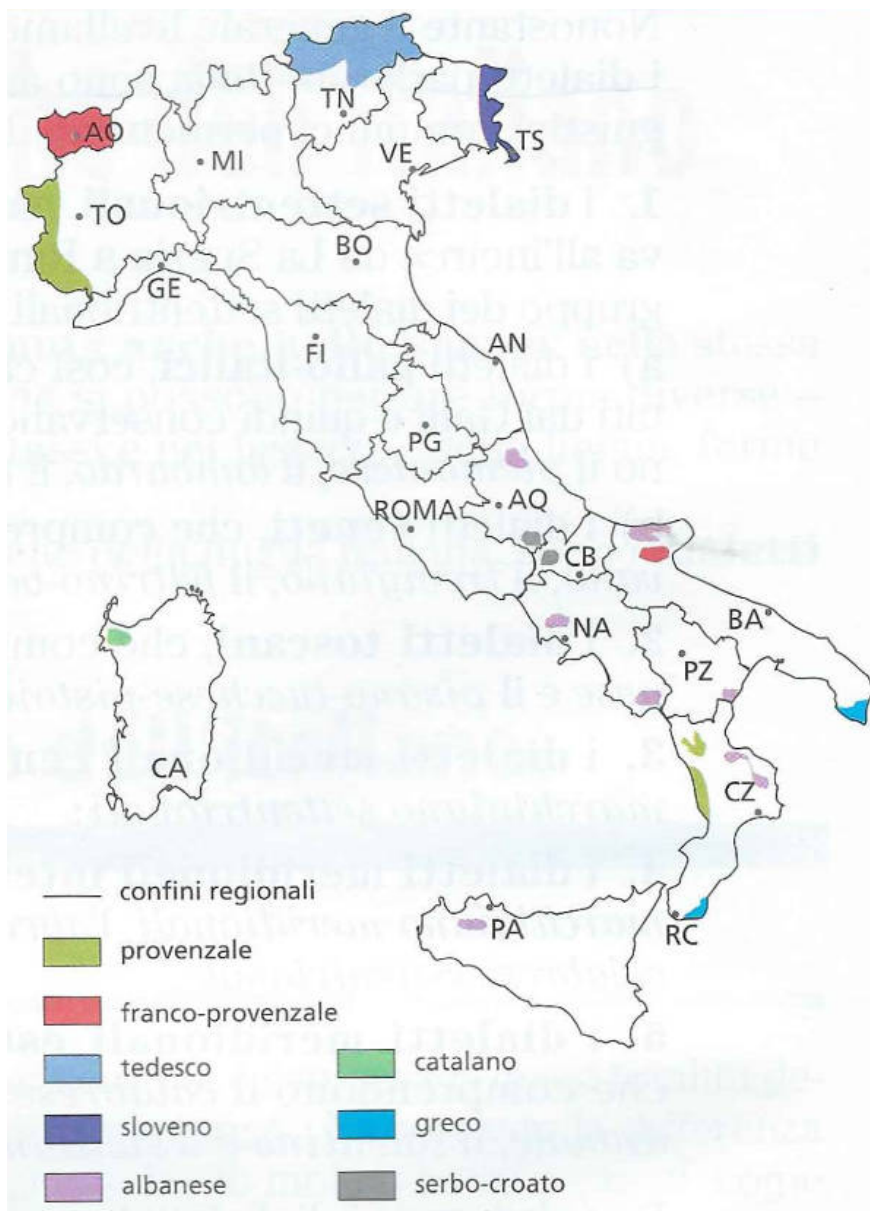 TN
AO
MI
VE
TS
TO
BO
GE
FI
AN
PG
AQ
ROMA
CB
BA
NA
PZ
CA
CZ
PA
RC
confini regionali
provenzale
franco-provenzale
tedesco
catalano
sloveno
greco
albanese
serbo-croato